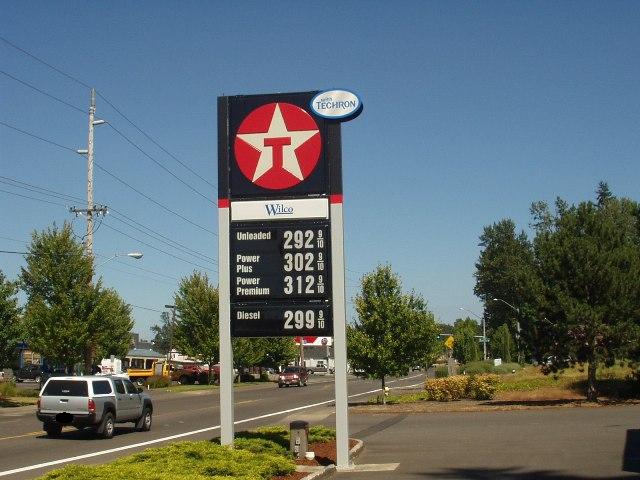 with
TECHRON
T
Wilco
Unleaded 292 9/10
Power Plus 302 9/10
Power Premium 312 9/10
Diesel 299 9/10